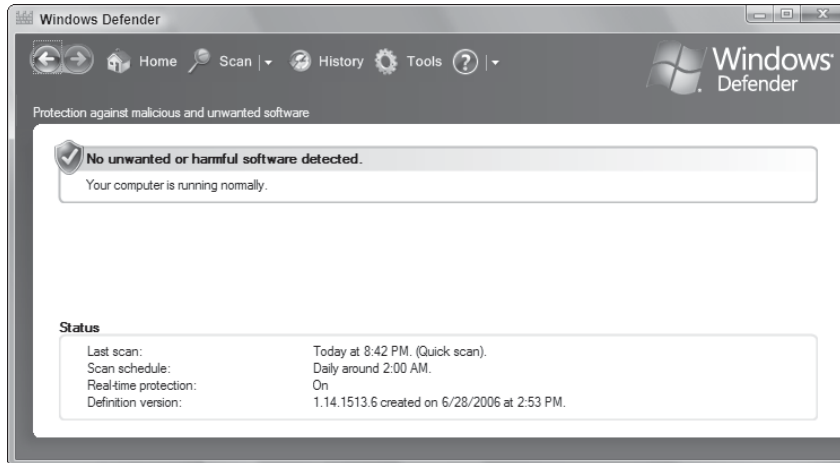 Windows Defender
Home Scan History Tools ?
Windows
Defender
Protection against malicious and unwanted software
No unwanted or harmful software detected.
Your computer is running normally.
Status
Last scan: Today at 8:42 PM. (Quick scan).
Scan schedule: Daily around 2:00 AM.
Real-time protection: On
Definition version: 1.14.1513.6 created on 6/28/2006 at 2:53 PM.